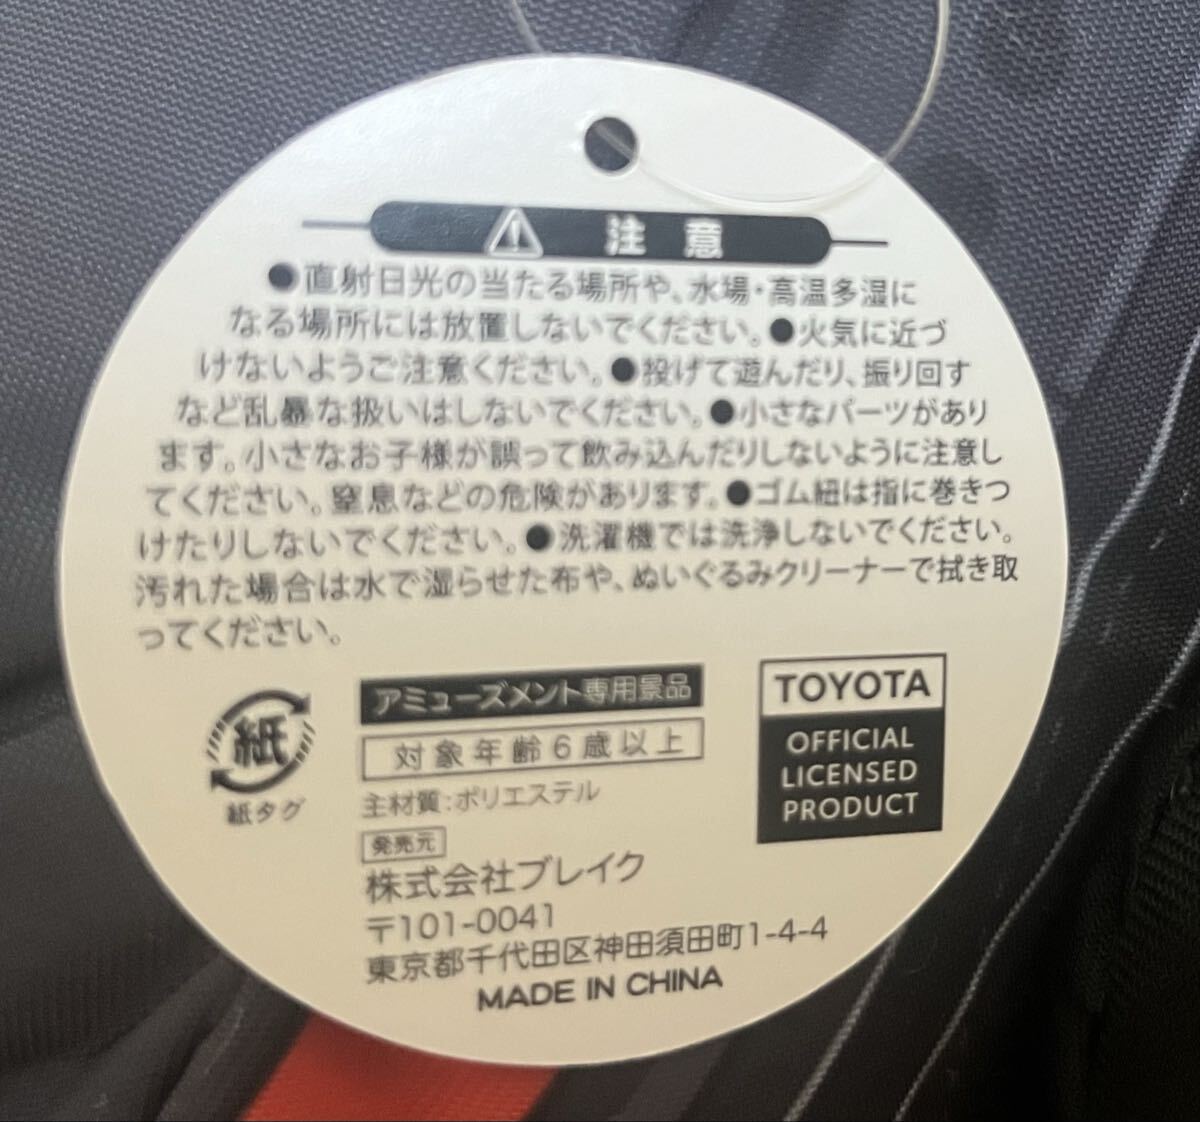 ⚠ 注意
●直射日光の当たる場所や、水場・高温多湿に
なる場所には放置しないでください。●火気に近づ
けないようご注意ください。●投げて遊んだり、振り回す
など乱暴な扱いはしないでください。●小さなパーツがあり
ます。小さなお子様が誤って飲み込んだりしないように注意し
てください。窒息などの危険があります。●ゴム紐は指に巻きつ
けたりしないでください。●洗濯機では洗浄しないでください。
汚れた場合は水で湿らせた布や、ぬいぐるみクリーナーで拭き取
ってください。
紙
紙タグ
アミューズメント専用景品
対象年齢6歳以上
主材質:ポリエステル
発売元
株式会社ブレイク
〒101-0041
東京都千代田区神田須田町1-4-4
MADE IN CHINA
TOYOTA
OFFICIAL
LICENSED
PRODUCT